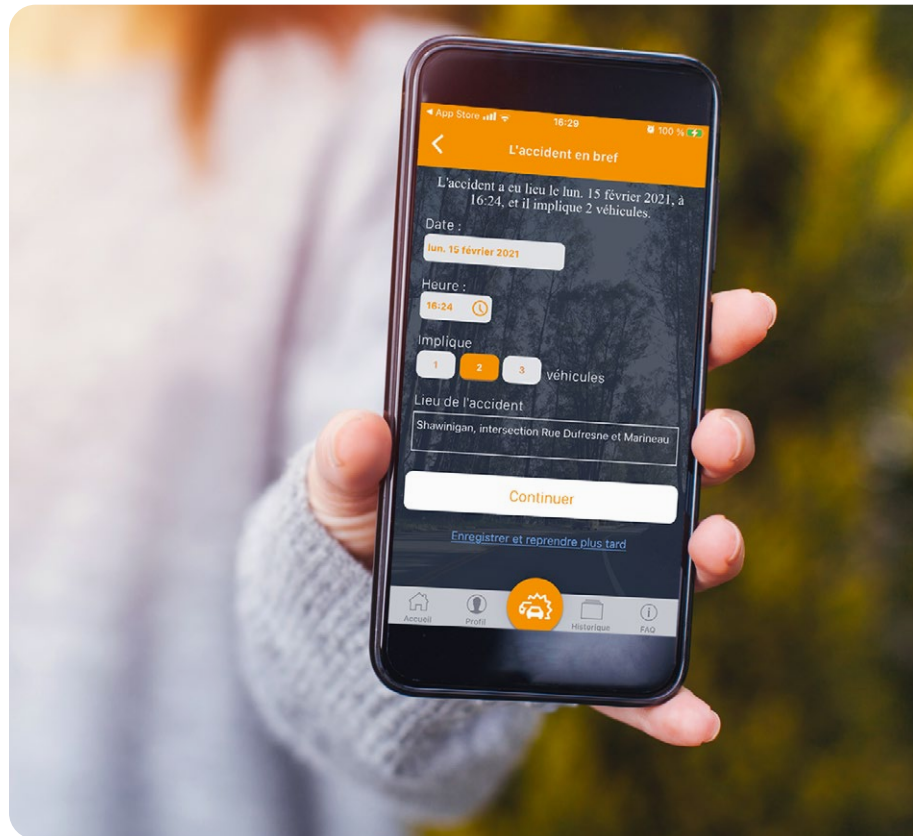 App Store 16:29 100 %
L'accident en bref
L'accident a eu lieu le lun. 15 février 2021, à
16:24, et il implique 2 véhicules.
Date :
lun. 15 février 2021
Heure :
16:24
Implique
1 2 3 véhicules
Lieu de l'accident
Shawinigan, intersection Rue Dufresne et Marineau
Continuer
Enregistrer et reprendre plus tard
Accueil Profil Historique FAQ